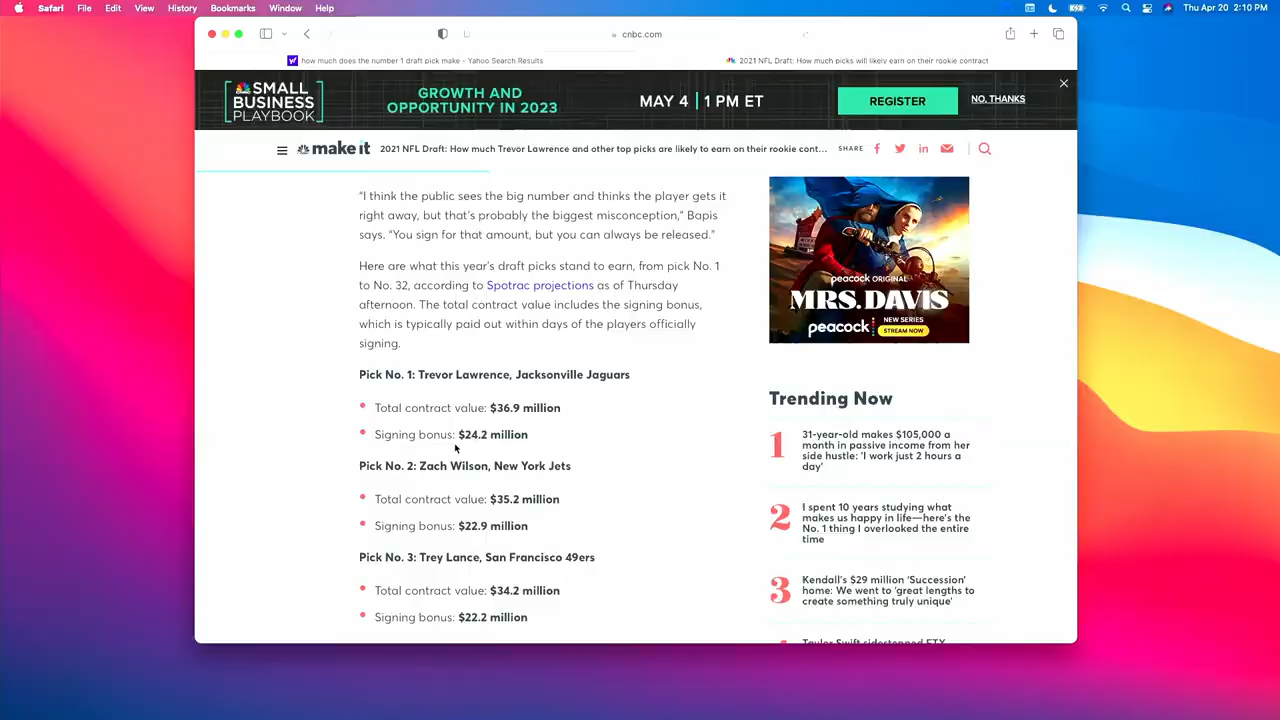 Safari File Edit View History Bookmarks Window Help Thu Apr 20 2:10 PM
cnbc.com
how much does the number 1 draft pick make - Yahoo Search Results
2021 NFL Draft: How much picks will likely earn on their rookie contract
SMALL
BUSINESS
PLAYBOOK
GROWTH AND
OPPORTUNITY IN 2023
MAY 4 | 1 PM ET
REGISTER
NO, THANKS
make it
2021 NFL Draft: How much Trevor Lawrence and other top picks are likely to earn on their rookie cont...
SHARE
“I think the public sees the big number and thinks the player gets it
right away, but that’s probably the biggest misconception,” Bapis
says. “You sign for that amount, but you can always be released.”
Here are what this year’s draft picks stand to earn, from pick No. 1
to No. 32, according to Spotrac projections as of Thursday
afternoon. The total contract value includes the signing bonus,
which is typically paid out within days of the players officially
signing.
Pick No. 1: Trevor Lawrence, Jacksonville Jaguars
Total contract value: $36.9 million
Signing bonus: $24.2 million
Pick No. 2: Zach Wilson, New York Jets
Total contract value: $35.2 million
Signing bonus: $22.9 million
Pick No. 3: Trey Lance, San Francisco 49ers
Total contract value: $34.2 million
Signing bonus: $22.2 million
peacock ORIGINAL
MRS. DAVIS
peacock
NEW SERIES
STREAM NOW
Trending Now
1
31-year-old makes $105,000 a
month in passive income from her
side hustle: ‘I work just 2 hours a
day’
2
I spent 10 years studying what
makes us happy in life—here’s the
No. 1 thing I overlooked the entire
time
3
Kendall’s $29 million ‘Succession’
home: We went to ‘great lengths to
create something truly unique’
Taylor Swift sidestepped FTX